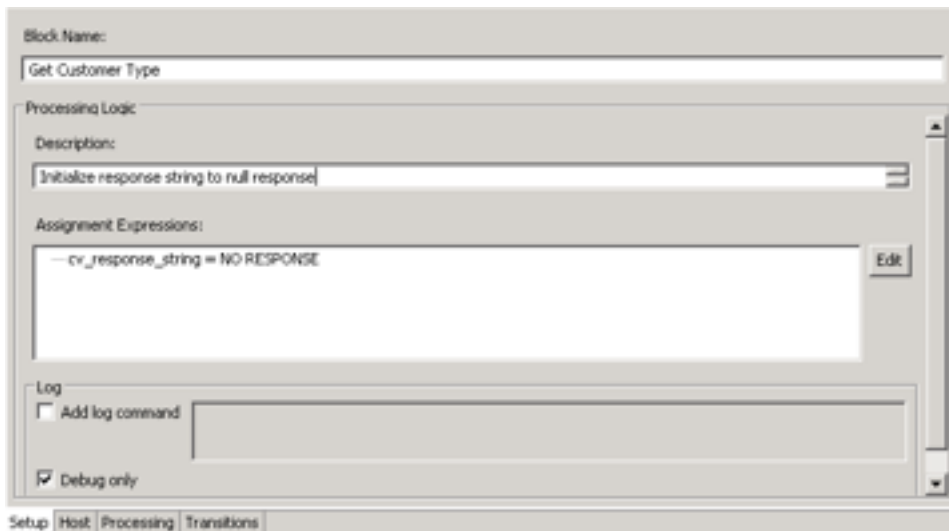 Block Name:
Get Customer Type
Processing Logic
Description:
Initialize response string to null response
Assignment Expressions:
cv_response_string = NO RESPONSE
Edit
Log
Add log command
Debug only
Setup Host Processing Transitions